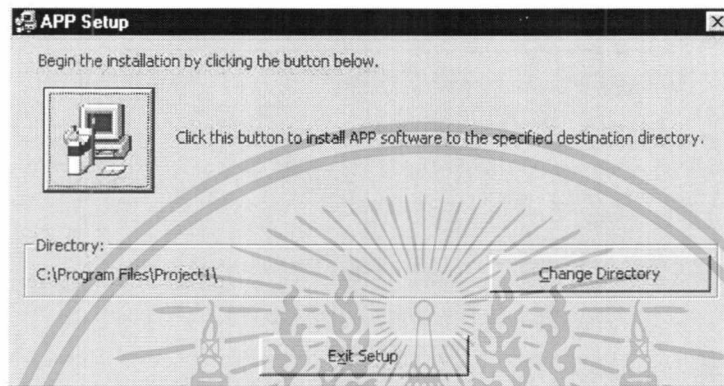 APP Setup
Begin the installation by clicking the button below.
Click this button to install APP software to the specified destination directory.
Directory:
C:\Program Files\Project1\
Change Directory
Exit Setup